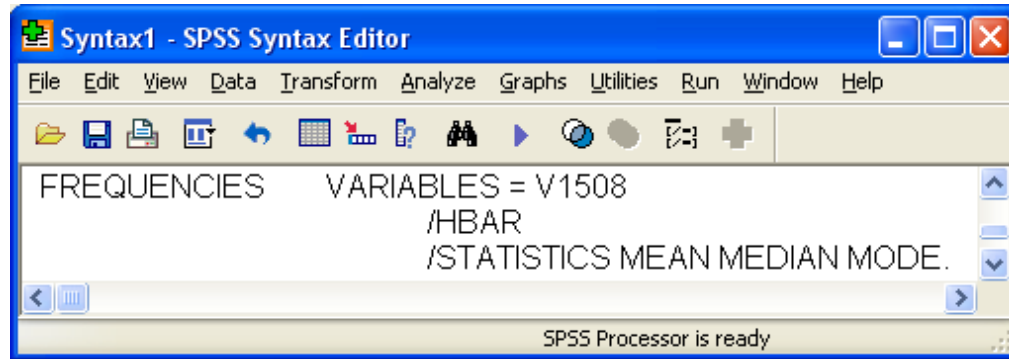 Syntax1 - SPSS Syntax Editor
File Edit View Data Transform Analyze Graphs Utilities Run Window Help
FREQUENCIES VARIABLES = V1508
/HBAR
/STATISTICS MEAN MEDIAN MODE.
SPSS Processor is ready